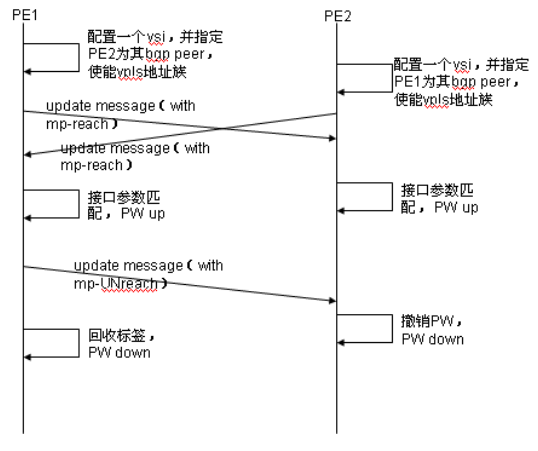 PE1
PE2
配置一个vsi，并指定
PE2为其bgp peer，
使能vpls地址族
配置一个vsi，并指定
PE1为其bgp peer，
使能vpls地址族
update message（with
mp-reach）
update message（with
mp-reach）
接口参数匹
配，PW up
接口参数匹
配，PW up
update message（with
mp-UNreach）
回收标签，
PW down
撤销PW，
PW down